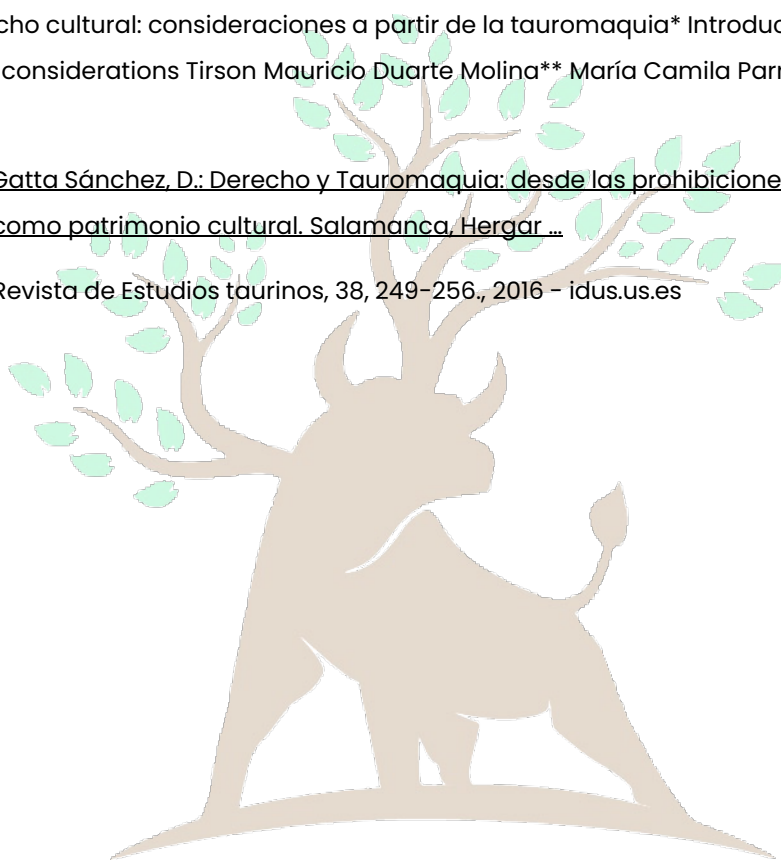 cho cultural: consideraciones a partir de la tauromaquia* Introduc
considerations Tirson Mauricio Duarte Molina** María Camila Parr
Gatta Sánchez, D.: Derecho y Tauromaquia: desde las prohibicione
como patrimonio cultural. Salamanca, Hergar ...
Revista de Estudios taurinos, 38, 249-256., 2016 - idus.us.es